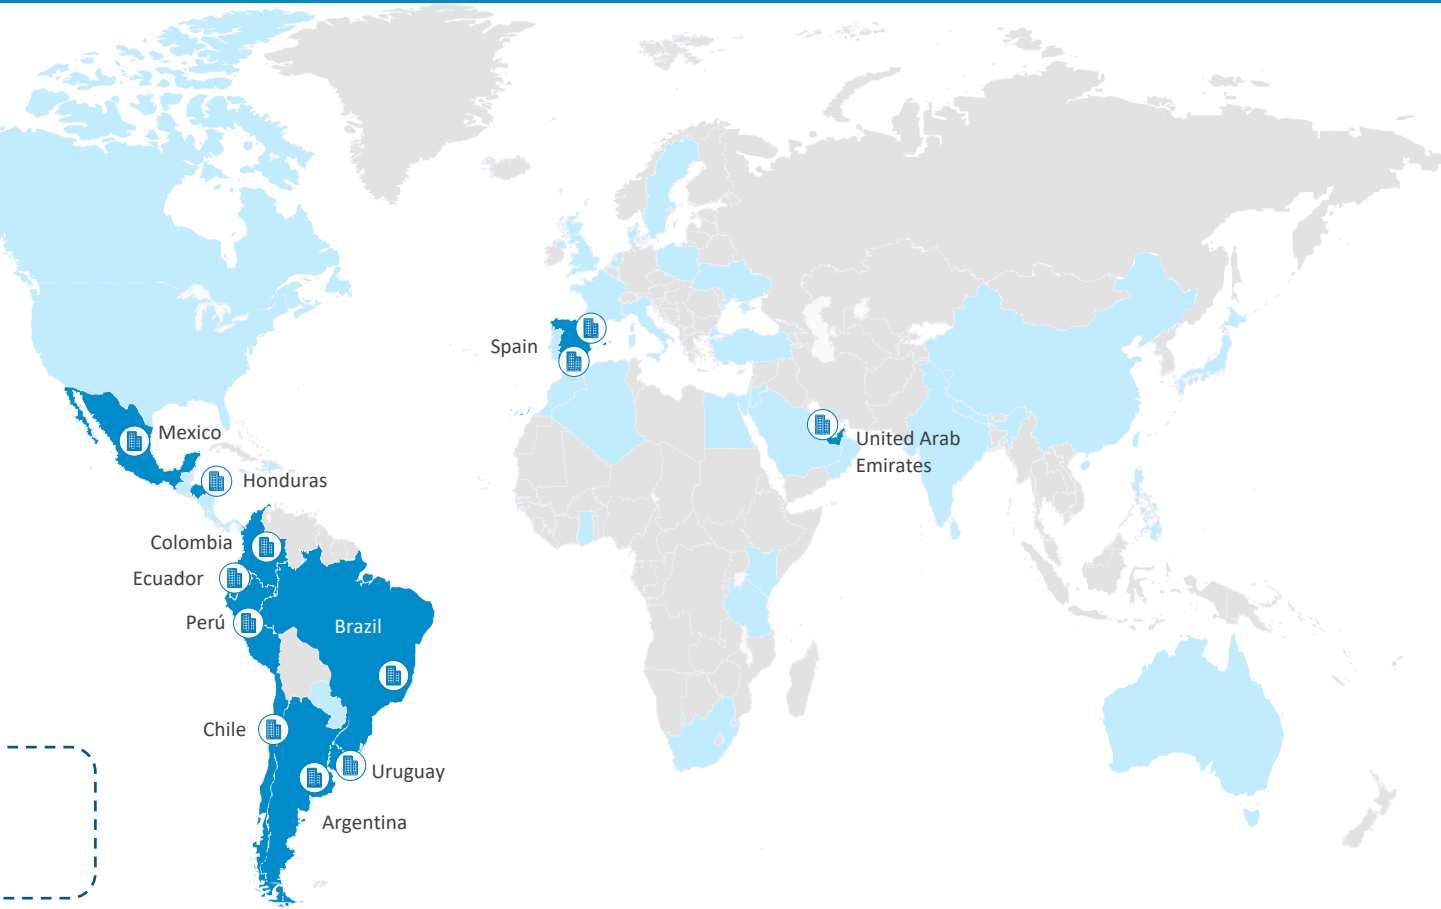 Spain
Mexico
United Arab
Emirates
Honduras
Colombia
Ecuador
Perú
Brazil
Chile
Uruguay
Argentina